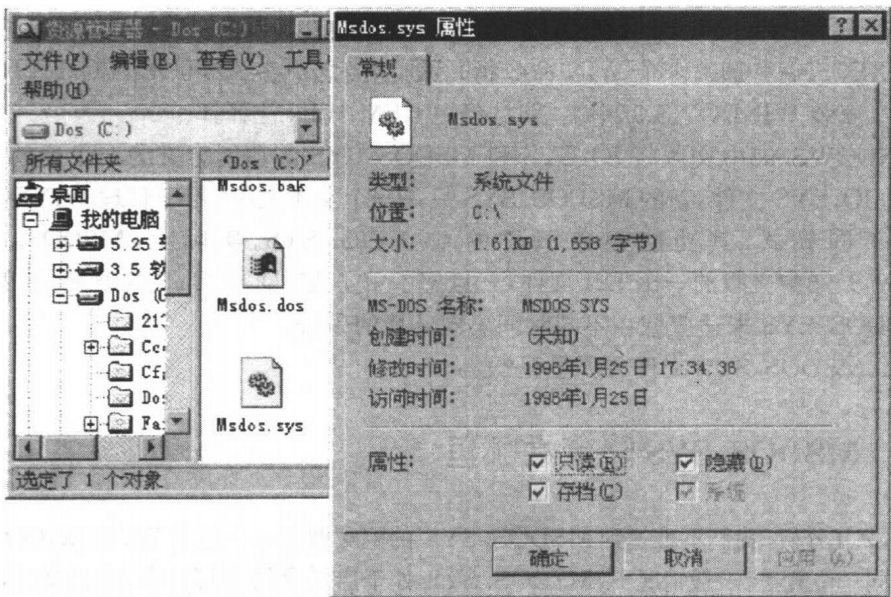 资源管理器 - Dos (C:)
文件(F) 编辑(E) 查看(V) 工具
帮助(H)
Dos (C:)
所有文件夹 'Dos (C:)'
桌面
我的电脑
5.25
3.5 软
Dos (C
Msdos.bak
Msdos.dos
Msdos.sys
选定了 1 个对象
Msdos.sys 属性
常规
Msdos.sys
类型: 系统文件
位置: C:\
大小: 1.61KB (1,658 字节)
MS-DOS 名称: MSDOS.SYS
创建时间: (未知)
修改时间: 1996年1月25日 17:34:36
访问时间: 1996年1月25日
属性: 只读(R) 隐藏(D)
存档(C) 系统
确定 取消 应用(A)